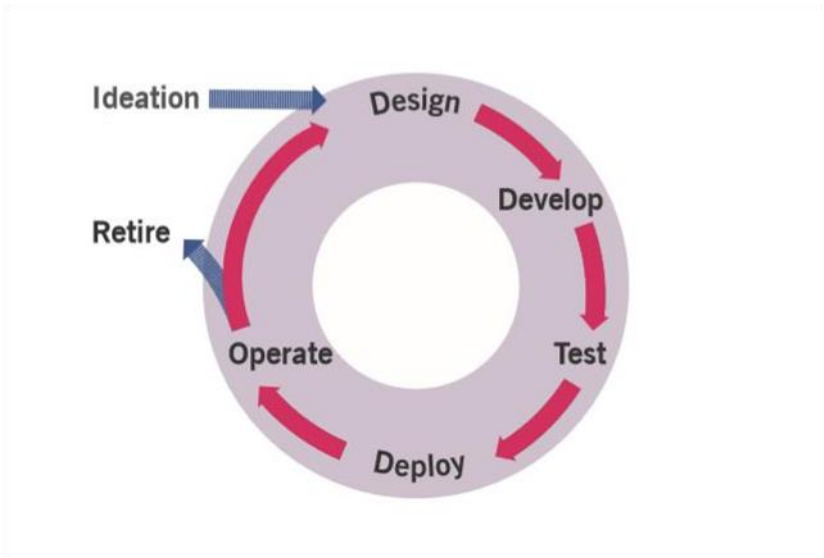 Ideation
Design
Develop
Retire
Operate
Test
Deploy